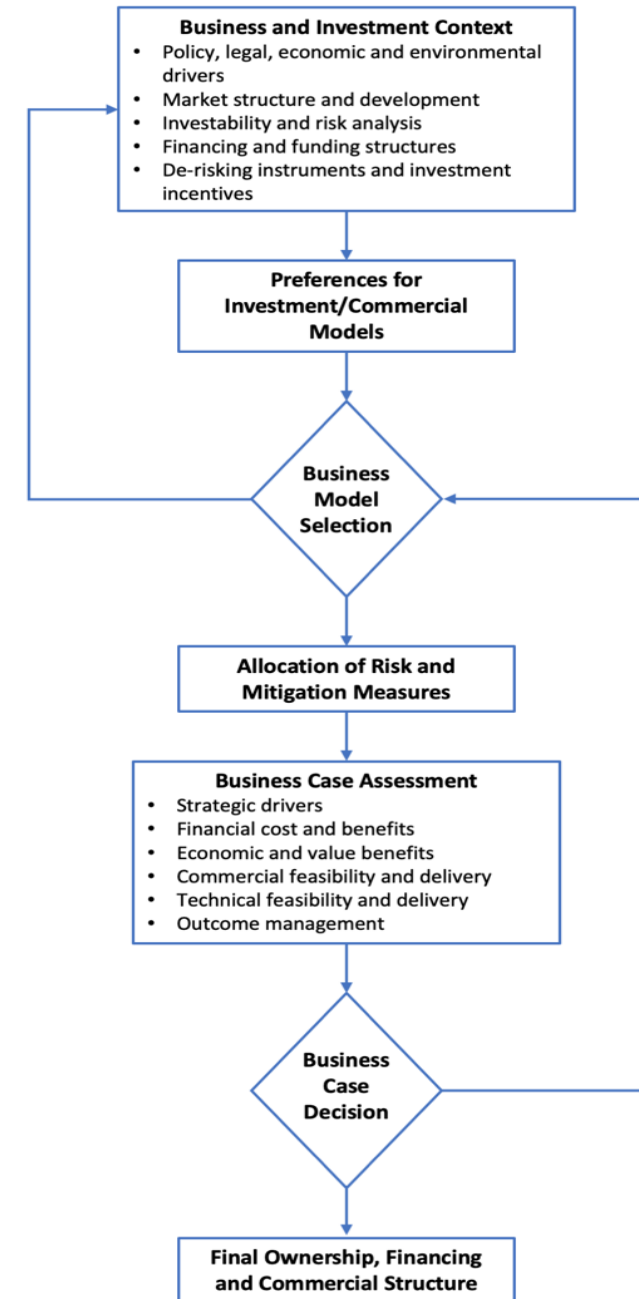 Business and Investment Context
• Policy, legal, economic and environmental
drivers
• Market structure and development
• Investability and risk analysis
• Financing and funding structures
• De-risking instruments and investment
incentives
Preferences for
Investment/Commercial
Models
Business
Model
Selection
Allocation of Risk and
Mitigation Measures
Business Case Assessment
• Strategic drivers
• Financial cost and benefits
• Economic and value benefits
• Commercial feasibility and delivery
• Technical feasibility and delivery
• Outcome management
Business
Case
Decision
Final Ownership, Financing
and Commercial Structure